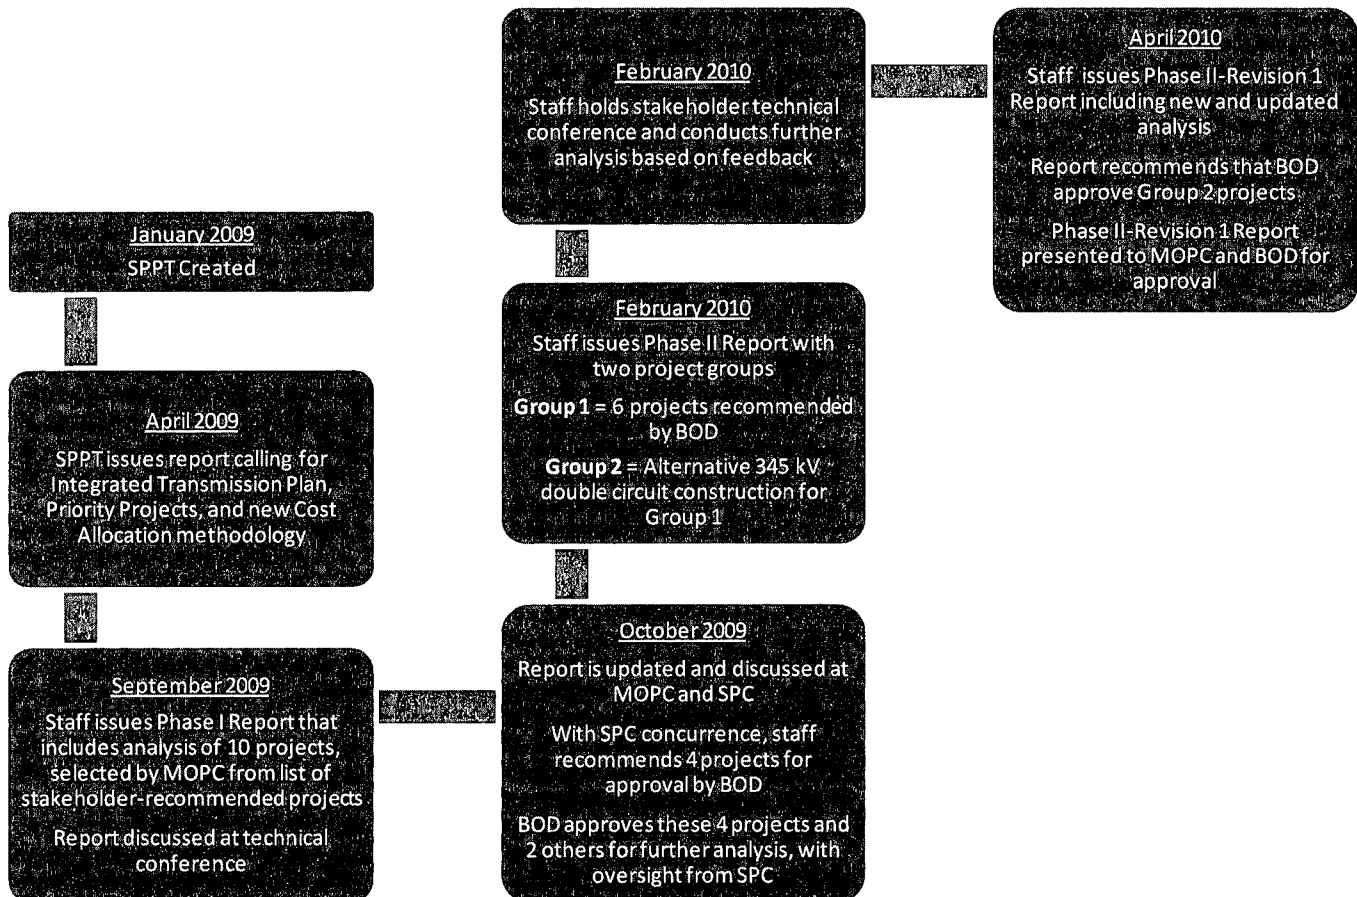 January 2009
SPPT Created
April 2009
SPPT issues report calling for
Integrated Transmission Plan,
Priority Projects, and new Cost
Allocation methodology
September 2009
Staff issues Phase I Report that
includes analysis of 10 projects,
selected by MOPC from list of
stakeholder-recommended projects
Report discussed at technical
conference
October 2009
Report is updated and discussed at
MOPC and SPC
With SPC concurrence, staff
recommends 4 projects for
approval by BOD
BOD approves these 4 projects and
2 others for further analysis, with
oversight from SPC
February 2010
Staff issues Phase II Report with
two project groups
Group 1 = 6 projects recommended
by BOD
Group 2 = Alternative 345 kV
double circuit construction for
Group 1
February 2010
Staff holds stakeholder technical
conference and conducts further
analysis based on feedback
April 2010
Staff issues Phase II-Revision 1
Report including new and updated
analysis
Report recommends that BOD
approve Group 2 projects
Phase II-Revision 1 Report
presented to MOPC and BOD for
approval